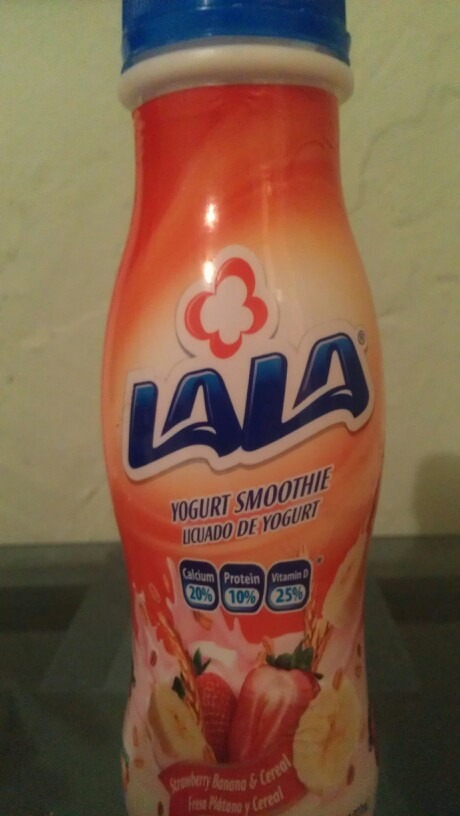 LALA®
YOGURT SMOOTHIE
LICUADO DE YOGURT
Calcium Protein Vitamin D
20% 10% 25%
Strawberry Banana & Cereal
Fresa Plátano y Cereal